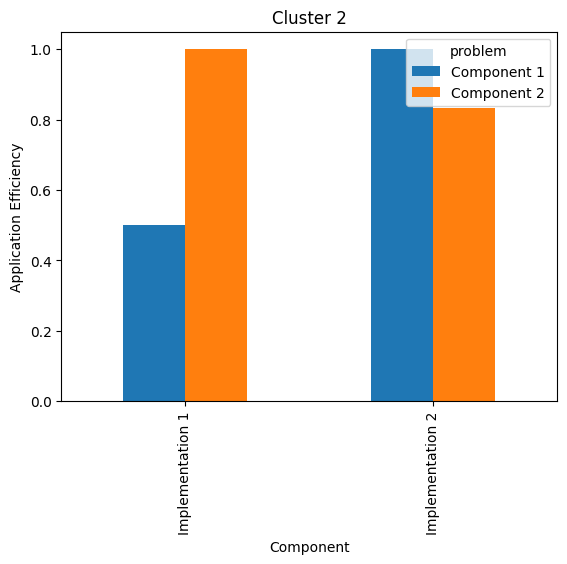 Cluster 2
problem
Component 1
Component 2
Application Efficiency
1.0
0.8
0.6
0.4
0.2
0.0
Implementation 1
Implementation 2
Component